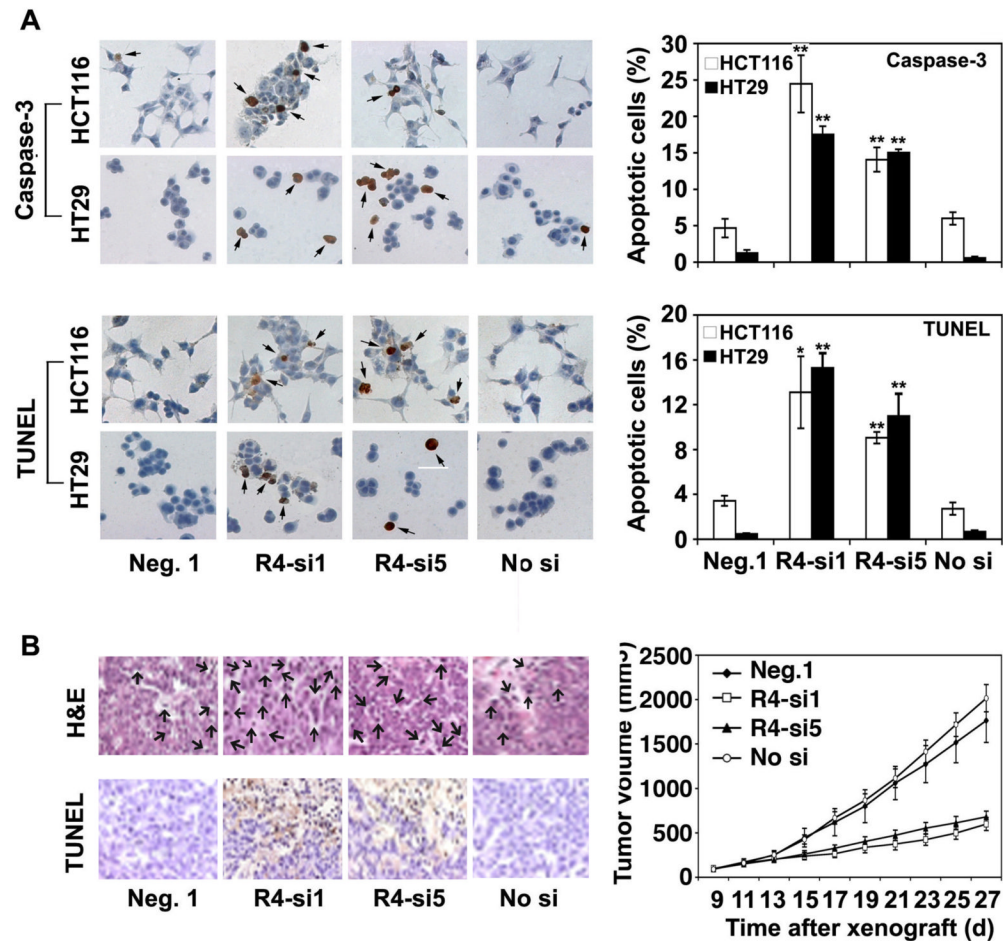 A
Caspase-3
HCT116
HT29
TUNEL
HCT116
HT29
Neg. 1 R4-si1 R4-si5 No si
Apoptotic cells (%)
30
25
20
15
10
5
0
HCT116
HT29
Caspase-3
**
**
** **
Apoptotic cells (%)
20
16
12
8
4
0
HCT116
HT29
TUNEL
* **
**
**
Neg.1 R4-si1 R4-si5 No si
B
H&E
TUNEL
Neg. 1 R4-si1 R4-si5 No si
Tumor volume (mm3
2500
2000
1500
1000
500
0
Neg.1
R4-si1
R4-si5
No si
9 11 13 15 17 19 21 23 25 27
Time after xenograft (d)